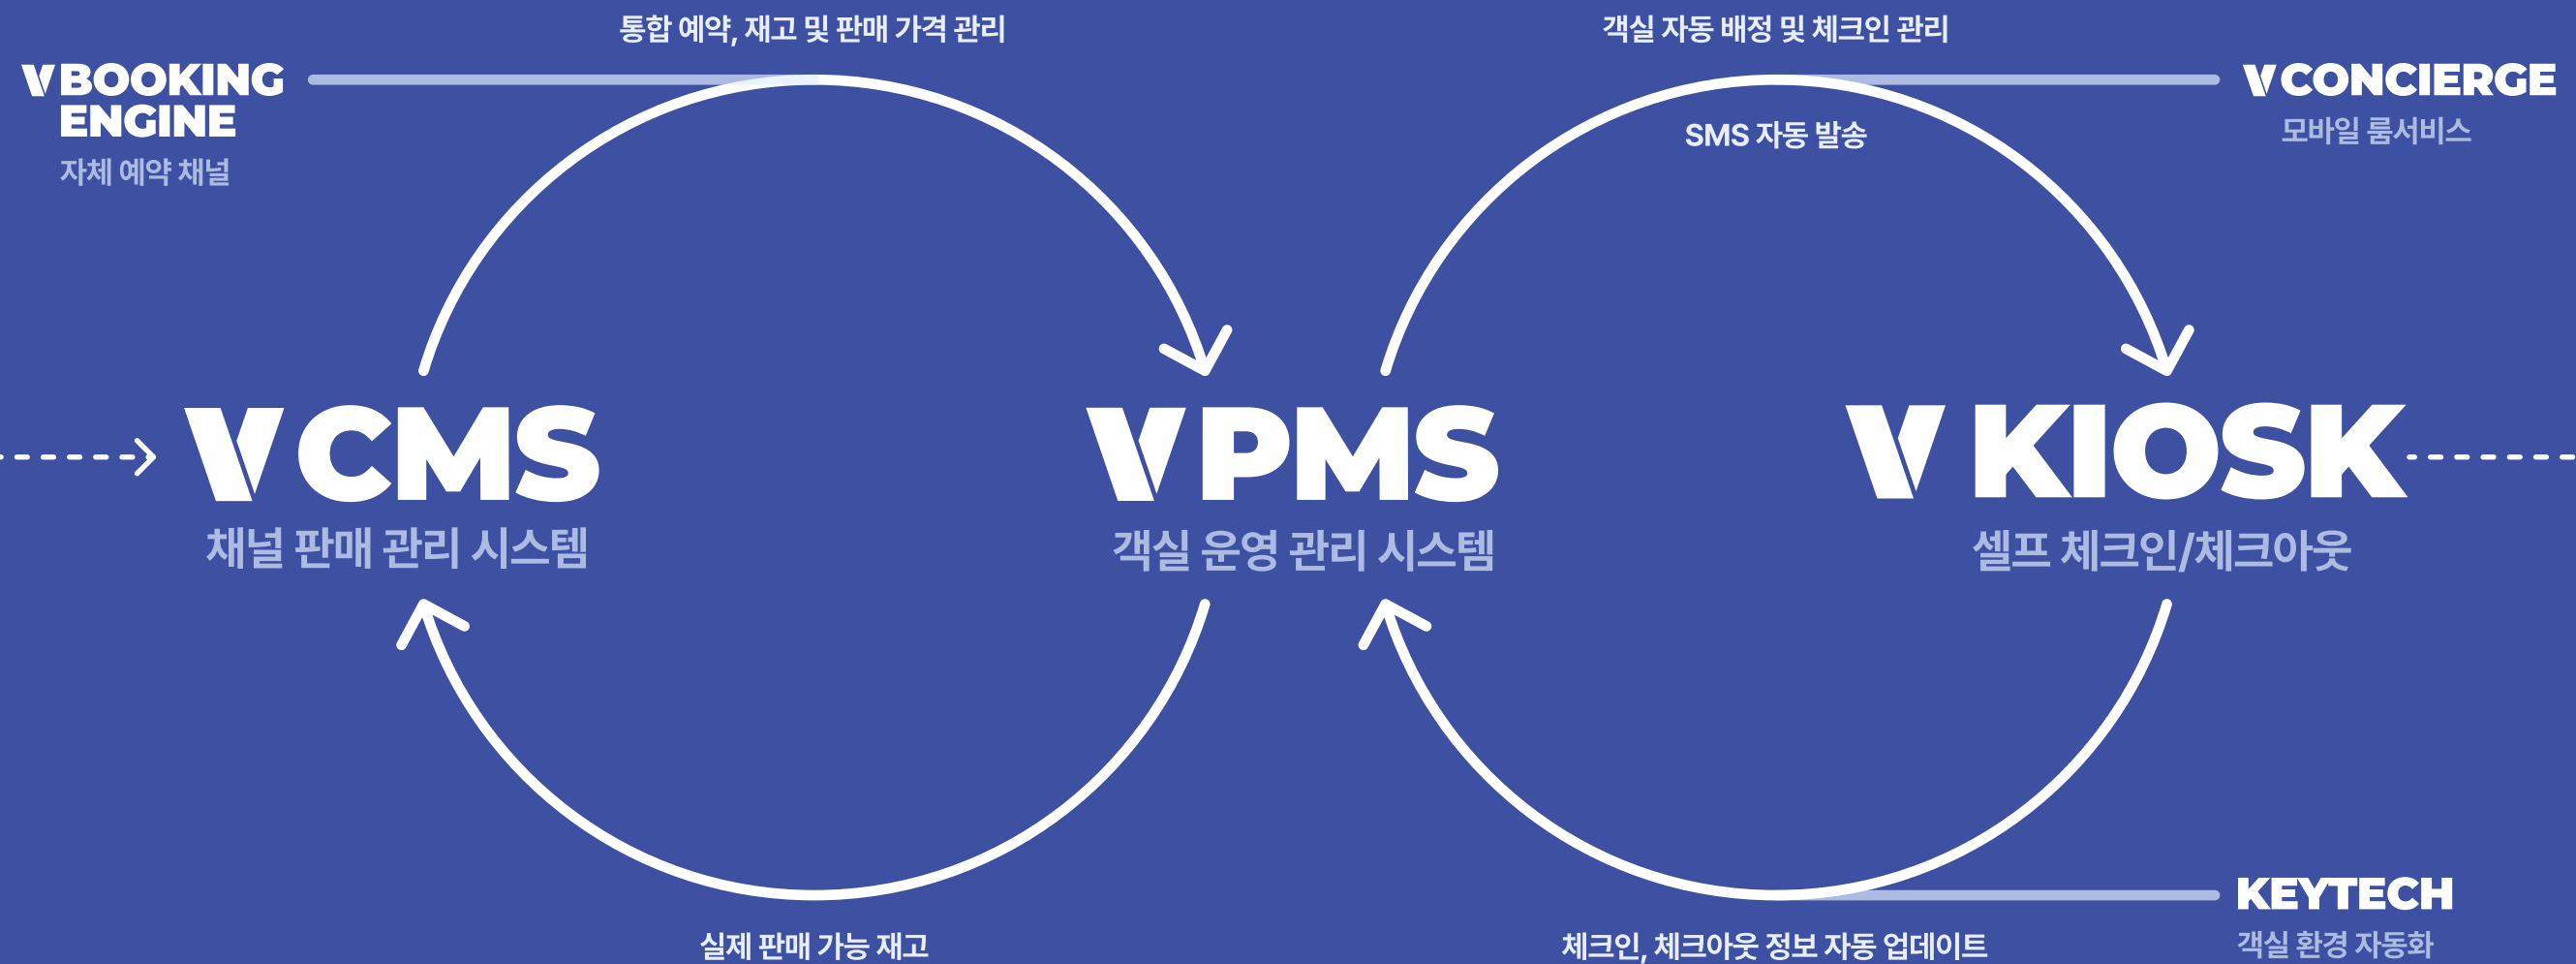 통합 예약, 재고 및 판매 가격 관리
객실 자동 배정 및 체크인 관리
V BOOKING
ENGINE
자체 예약 채널
SMS 자동 발송
V CONCIERGE
모바일 룸서비스
V CMS
채널 판매 관리 시스템
V PMS
객실 운영 관리 시스템
V KIOSK
셀프 체크인/체크아웃
실제 판매 가능 재고
체크인, 체크아웃 정보 자동 업데이트
KEYTECH
객실 환경 자동화